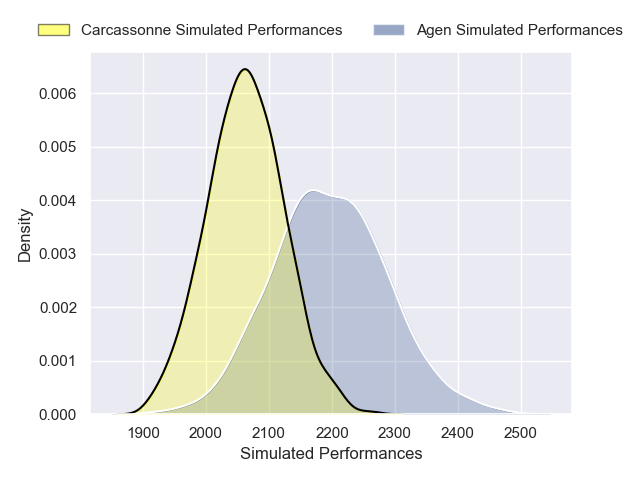 Carcassonne Simulated Performances
Agen Simulated Performances
0.006
0.005
0.004
0.003
0.002
0.001
0.000
Density
1900 2000 2100 2200 2300 2400 2500
Simulated Performances